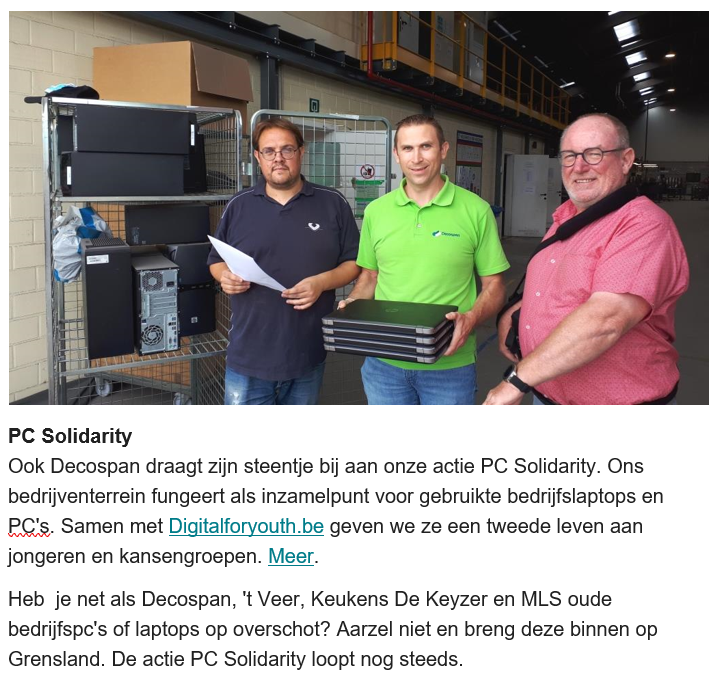 Decospan
PC Solidarity
Ook Decospan draagt zijn steentje bij aan onze actie PC Solidarity. Ons
bedrijventerrein fungeert als inzamelpunt voor gebruikte bedrijfslaptops en
PC's. Samen met Digitalforyouth.be geven we ze een tweede leven aan
jongeren en kansengroepen. Meer.
Heb  je net als Decospan, 't Veer, Keukens De Keyzer en MLS oude
bedrijfspc's of laptops op overschot? Aarzel niet en breng deze binnen op
Grensland. De actie PC Solidarity loopt nog steeds.